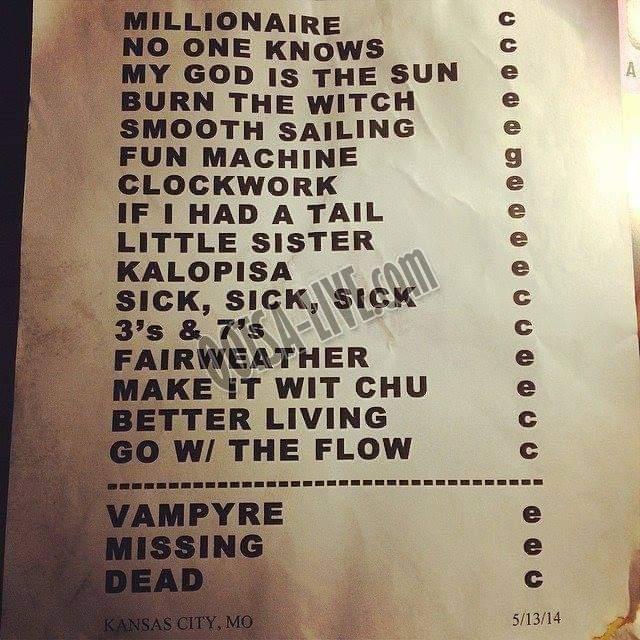 MILLIONAIRE c
NO ONE KNOWS c
MY GOD IS THE SUN e
BURN THE WITCH e
SMOOTH SAILING e
FUN MACHINE g
CLOCKWORK e
IF I HAD A TAIL e
LITTLE SISTER e
KALOPISA e
SICK, SICK, SICK c
3's & 7's c
FAIRWEATHER e
MAKE iT WIT CHU e
BETTER LIVING c
GO W/ THE FLOW c
QOTSA-LIVE.com
-----------------------------------
VAMPYRE e
MISSING e
DEAD c
KANSAS CITY, MO 5/13/14
A